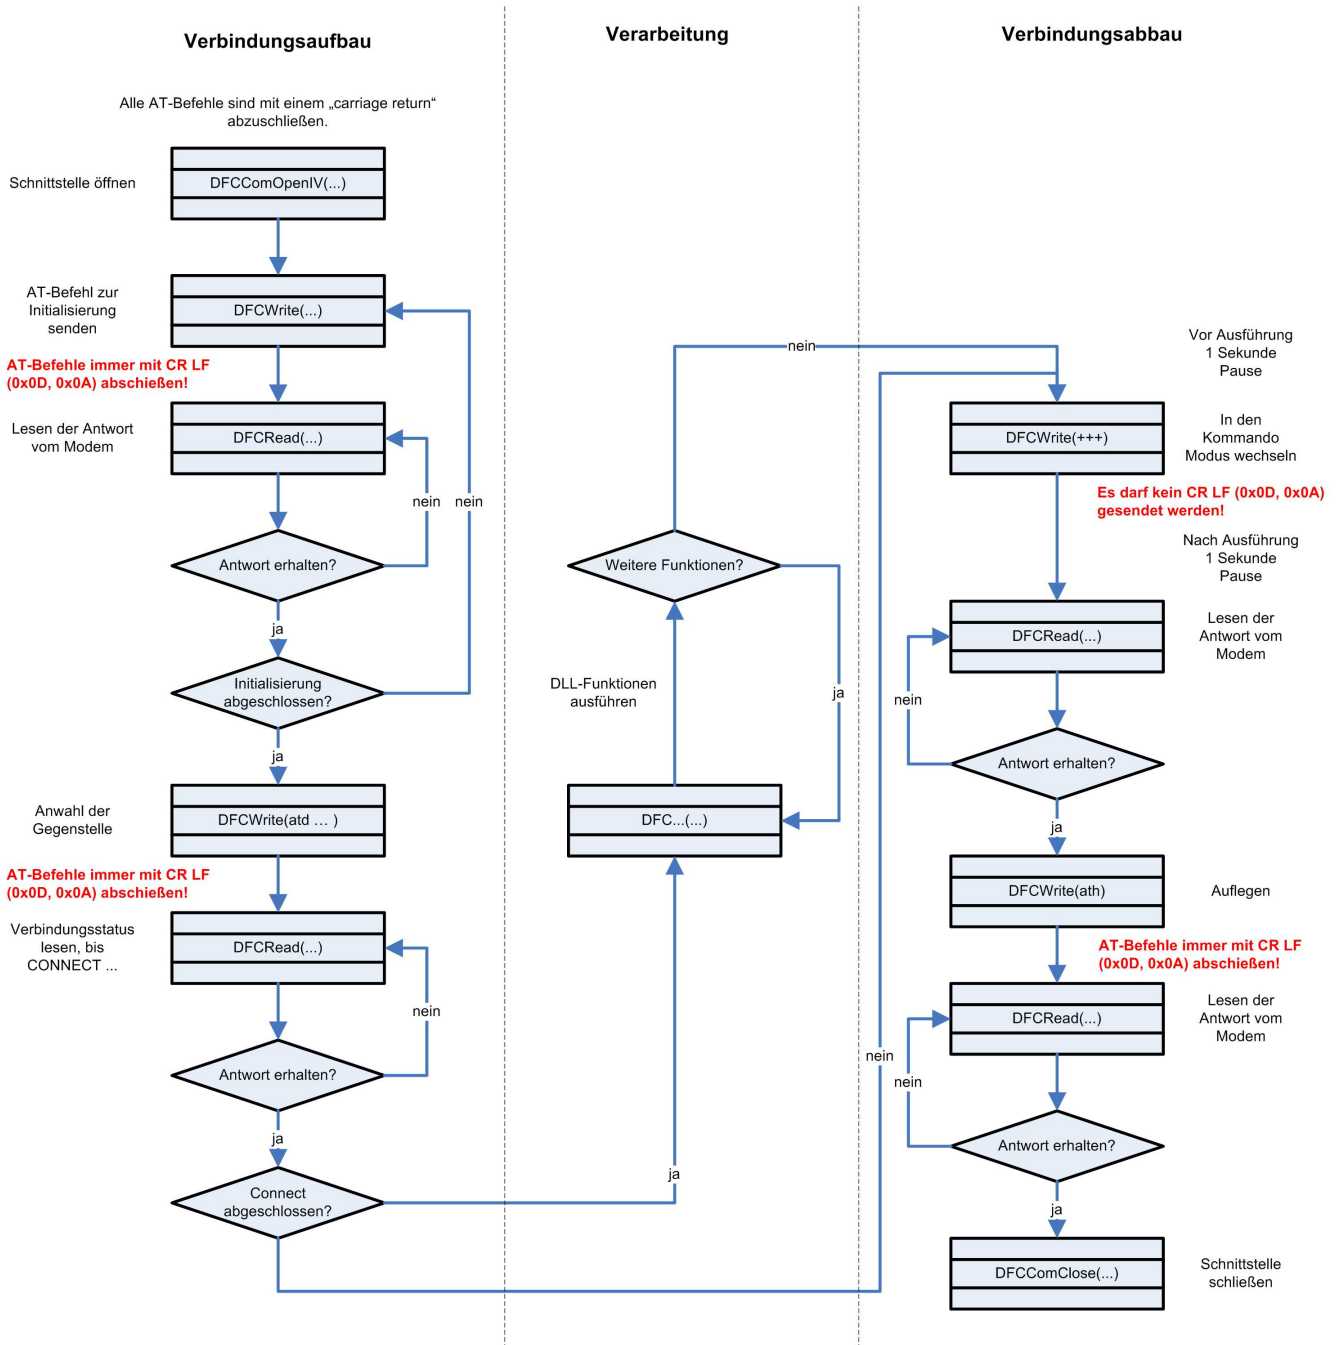 Verbindungsaufbau
Alle AT-Befehle sind mit einem „carriage return“
abzuschließen.
Schnittstelle öffnen
DFCComOpenIV(...)
AT-Befehl zur
Initialisierung
senden
DFCWrite(...)
AT-Befehle immer mit CR LF
(0x0D, 0x0A) abschießen!
Lesen der Antwort
vom Modem
DFCRead(...)
nein
nein
Antwort erhalten?
ja
Initialisierung
abgeschlossen?
ja
Anwahl der
Gegenstelle
DFCWrite(atd ... )
AT-Befehle immer mit CR LF
(0x0D, 0x0A) abschießen!
Verbindungsstatus
lesen, bis
CONNECT ...
DFCRead(...)
nein
Antwort erhalten?
ja
Connect
abgeschlossen?
Verarbeitung
nein
Weitere Funktionen?
DLL-Funktionen
ausführen
ja
DFC...(...)
ja
nein
Verbindungsabbau
Vor Ausführung
1 Sekunde
Pause
DFCWrite(+++)
In den
Kommando
Modus wechseln
Es darf kein CR LF (0x0D, 0x0A)
gesendet werden!
Nach Ausführung
1 Sekunde
Pause
DFCRead(...)
Lesen der
Antwort vom
Modem
nein
Antwort erhalten?
ja
DFCWrite(ath)
Auflegen
AT-Befehle immer mit CR LF
(0x0D, 0x0A) abschießen!
DFCRead(...)
Lesen der
Antwort vom
Modem
nein
Antwort erhalten?
ja
DFCComClose(...)
Schnittstelle
schließen